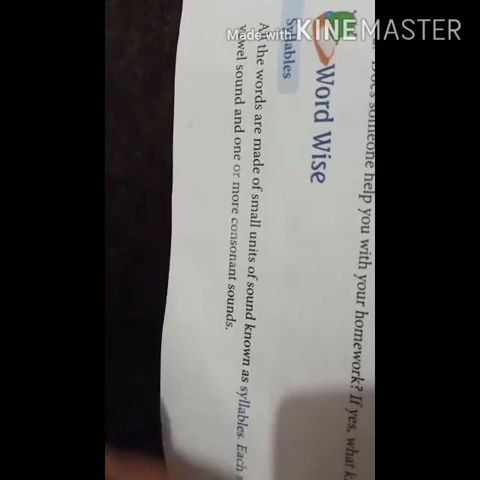 Made with KINEMASTER
Does someone help you with your homework? If yes, what
Word Wise
Syllables
All the words are made of small units of sound known as syllables. Each
vowel sound and one or more consonant sounds.